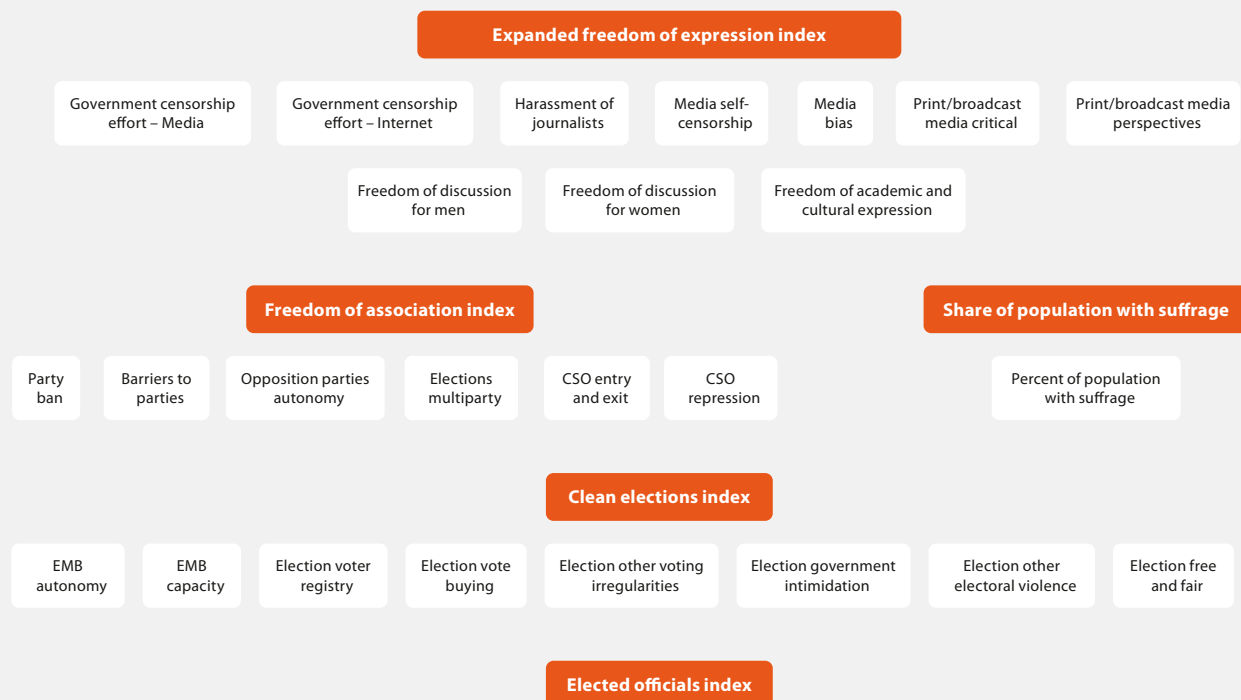 Expanded freedom of expression index
Government censorship
effort – Media
Government censorship
effort – Internet
Harassment of
journalists
Media self-
censorship
Media
bias
Print/broadcast
media critical
Print/broadcast media
perspectives
Freedom of discussion
for men
Freedom of discussion
for women
Freedom of academic and
cultural expression
Freedom of association index
Share of population with suffrage
Party
ban
Barriers to
parties
Opposition parties
autonomy
Elections
multiparty
CSO entry
and exit
CSO
repression
Percent of population
with suffrage
Clean elections index
EMB
autonomy
EMB
capacity
Election voter
registry
Election vote
buying
Election other voting
irregularities
Election government
intimidation
Election other
electoral violence
Election free
and fair
Elected officials index